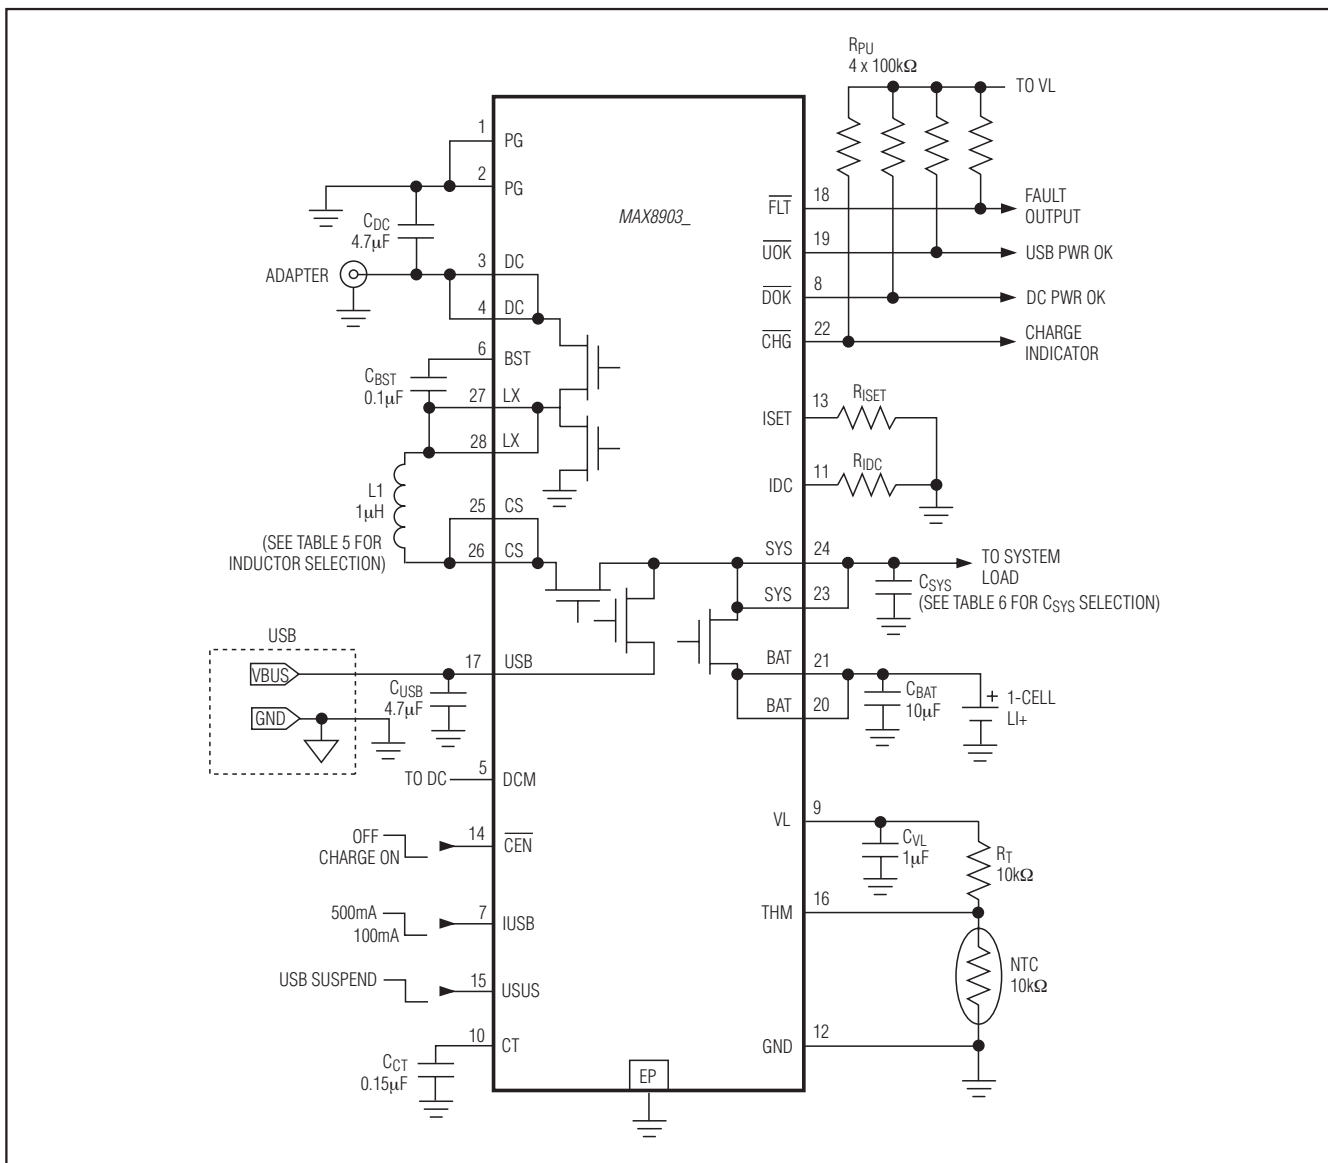 RPU
4 x 100kΩ
TO VL
1
PG
2
PG
MAX8903_
CDC
4.7µF
ADAPTER
3
DC
4
DC
6
BST
CBST
0.1µF
27
LX
28
LX
L1
1µH
(SEE TABLE 5 FOR
INDUCTOR SELECTION)
25
CS
26
CS
USB
VBUS
GND
17
USB
CUSB
4.7µF
TO DC
5
DCM
OFF
CHARGE ON
14
CEN
500mA
100mA
7
IUSB
USB SUSPEND
15
USUS
10
CT
CCT
0.15µF
EP
FLT
18
FAULT
OUTPUT
UOK
19
USB PWR OK
DOK
8
DC PWR OK
CHG
22
CHARGE
INDICATOR
ISET
13
RISET
IDC
11
RIDC
SYS
24
TO SYSTEM
LOAD
SYS
23
CSYS
(SEE TABLE 6 FOR CSYS SELECTION)
BAT
21
BAT
20
CBAT
10µF
+
1-CELL
LI+
VL
9
CVL
1µF
RT
10kΩ
THM
16
NTC
10kΩ
GND
12